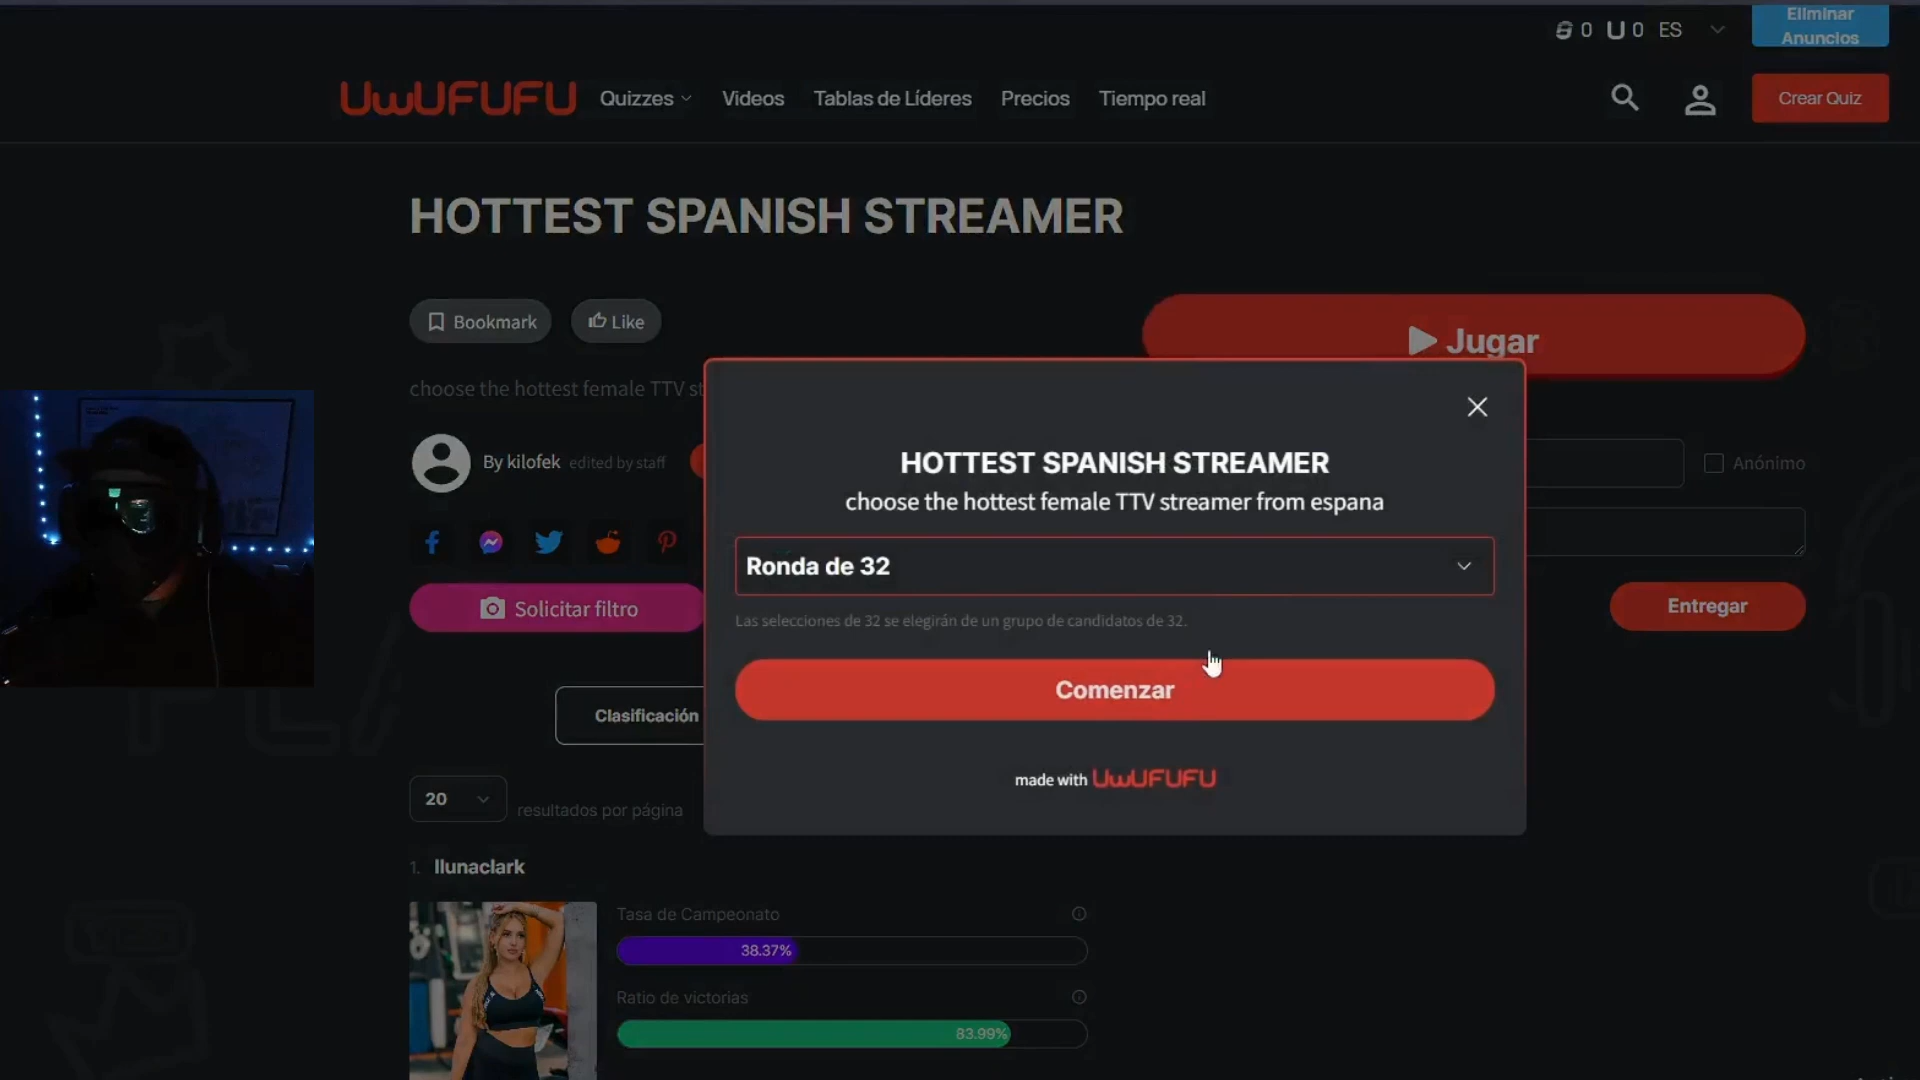 0 0 ES
Eliminar
Anuncios
UwUFUFU Quizzes Videos Tablas de Líderes Precios Tiempo real
Crear Quiz
HOTTEST SPANISH STREAMER
Bookmark Like
Jugar
choose the hottest female TTV st
By kilofek edited by staff
Anónimo
HOTTEST SPANISH STREAMER
choose the hottest female TTV streamer from espana
Ronda de 32
Las selecciones de 32 se elegirán de un grupo de candidatos de 32.
Solicitar filtro
Entregar
Comenzar
Clasificación
made with UwUFUFU
20 resultados por página
1. llunaclark
Tasa de Campeonato
38.37%
Ratio de victorias
83.99%